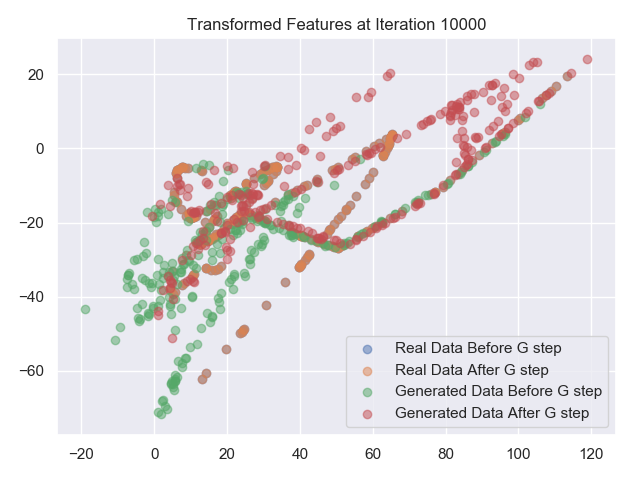 Transformed Features at Iteration 10000
20
0
−20
−40
−60
−20 0 20 40 60 80 100 120
Real Data Before G step
Real Data After G step
Generated Data Before G step
Generated Data After G step